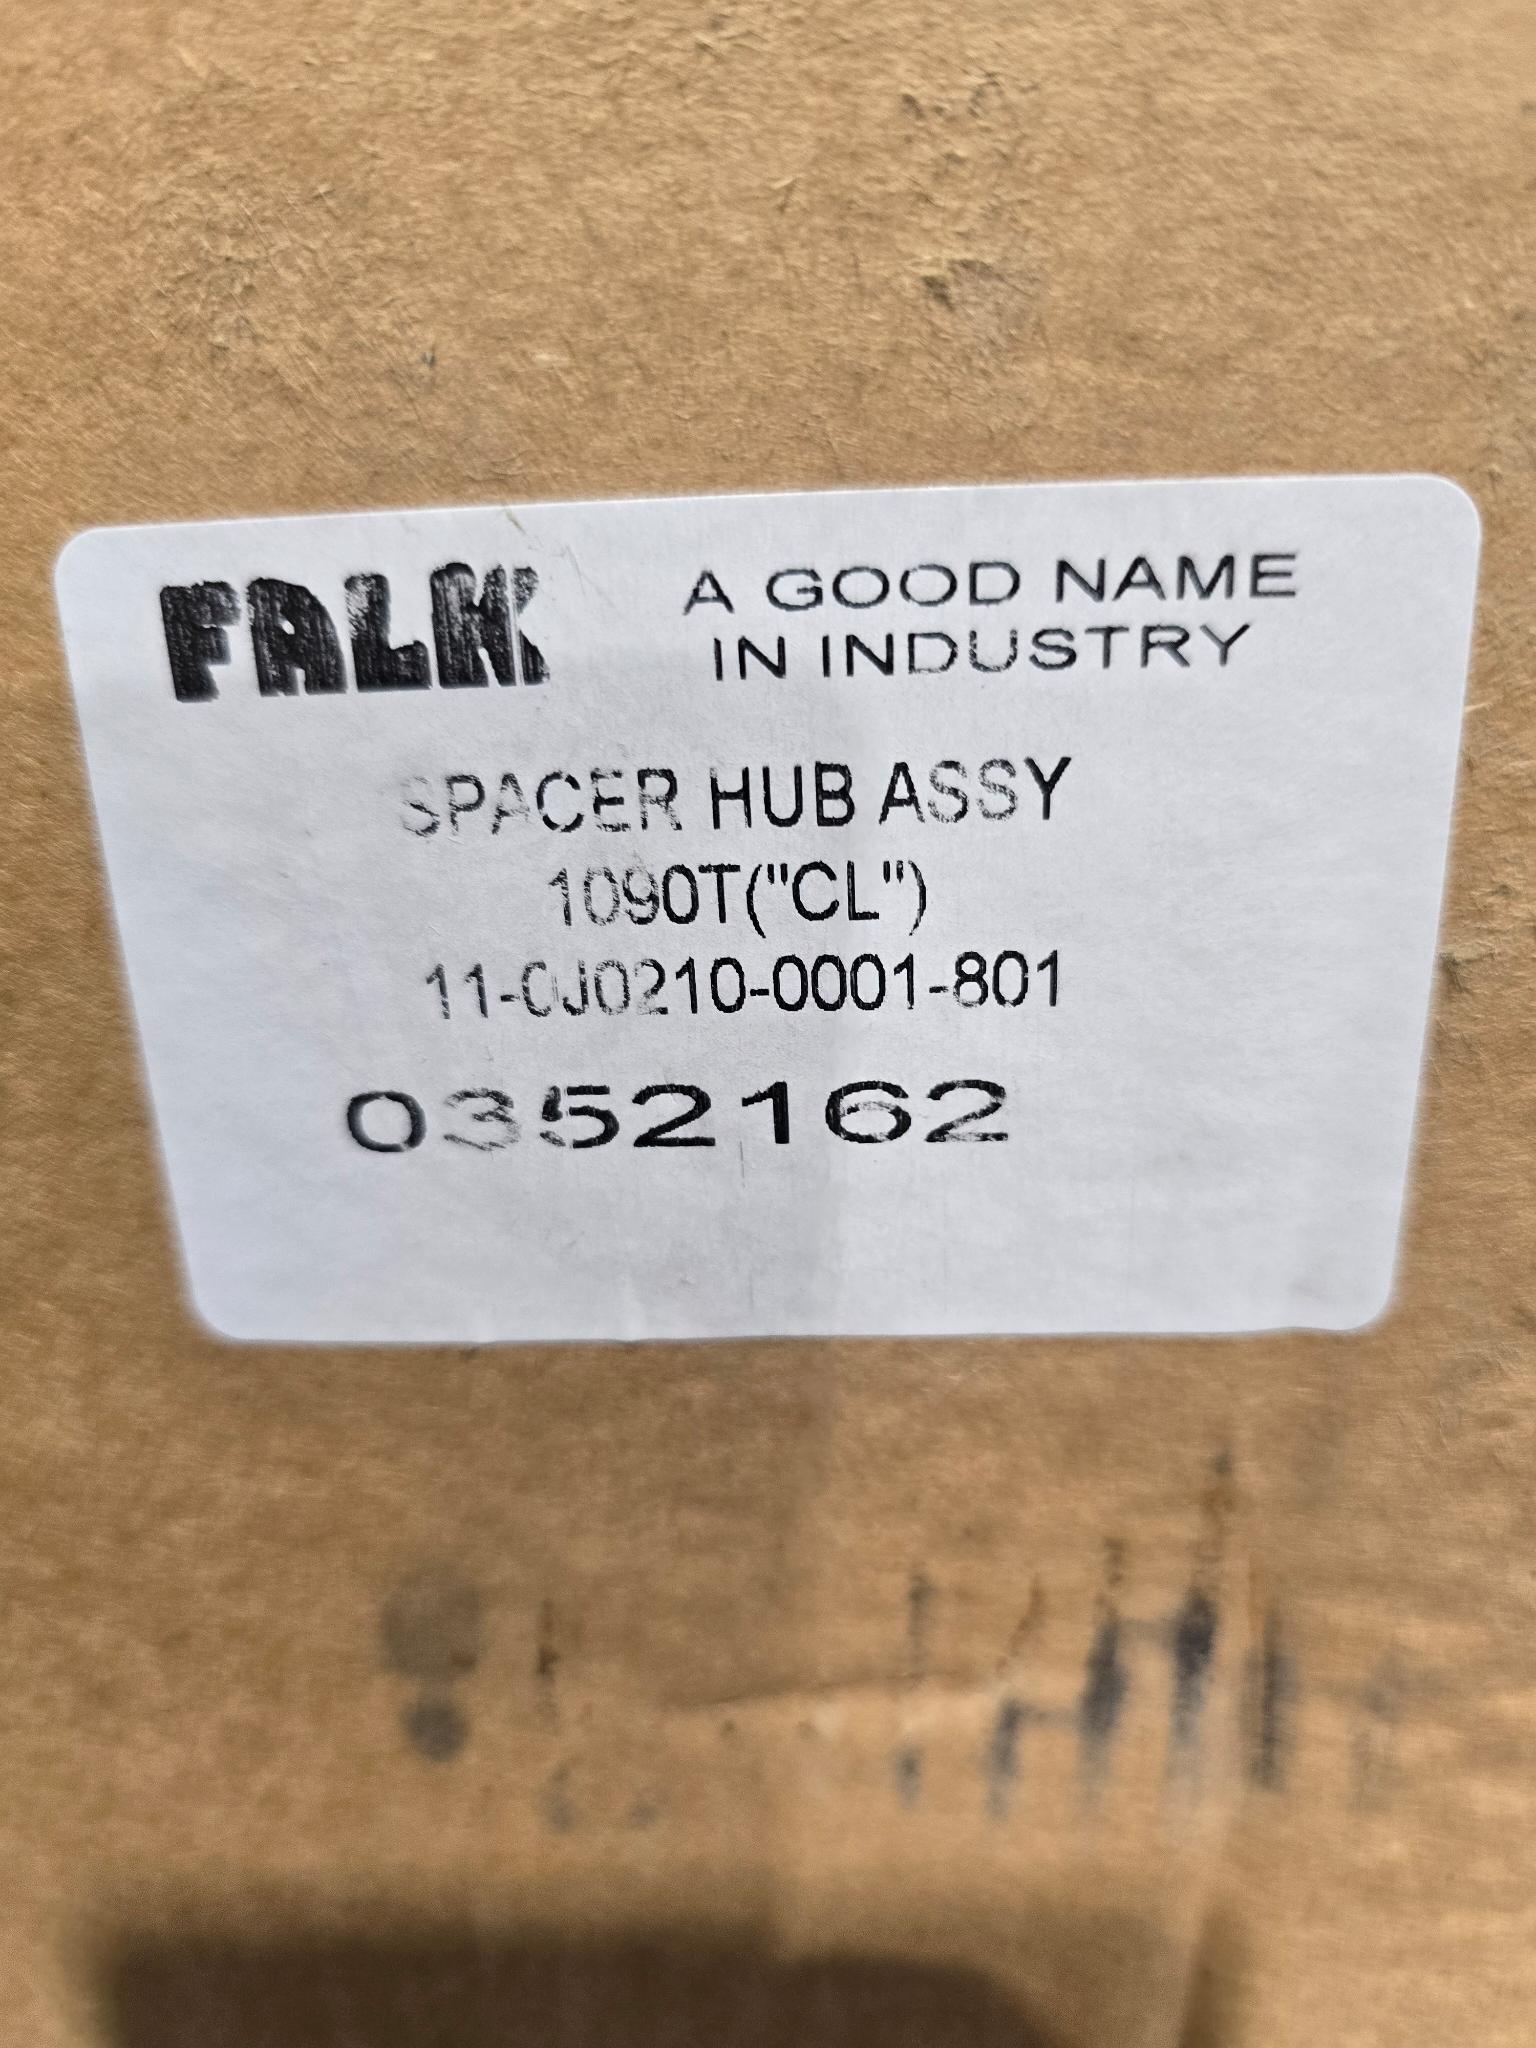 FALK
A GOOD NAME
IN INDUSTRY
SPACER HUB ASSY
1090T("CL")
11-0J0210-0001-801
0352162